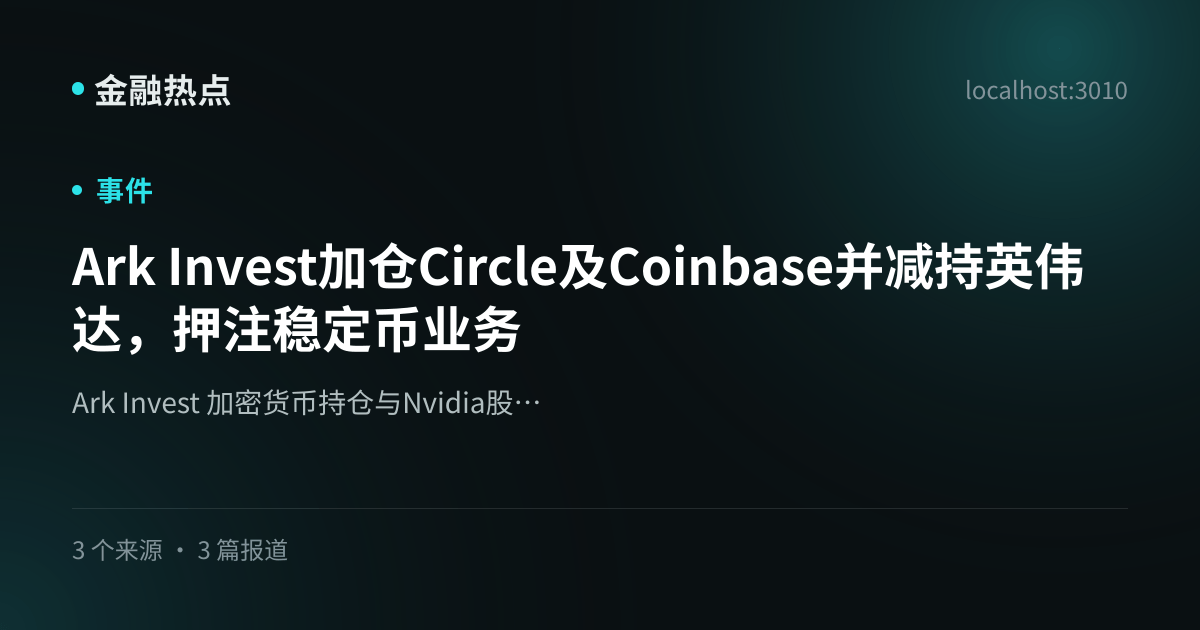 金融热点
localhost:3010
事件
Ark Invest加仓Circle及Coinbase并减持英伟
达，押注稳定币业务
Ark Invest 加密货币持仓与Nvidia股…
3 个来源 · 3 篇报道